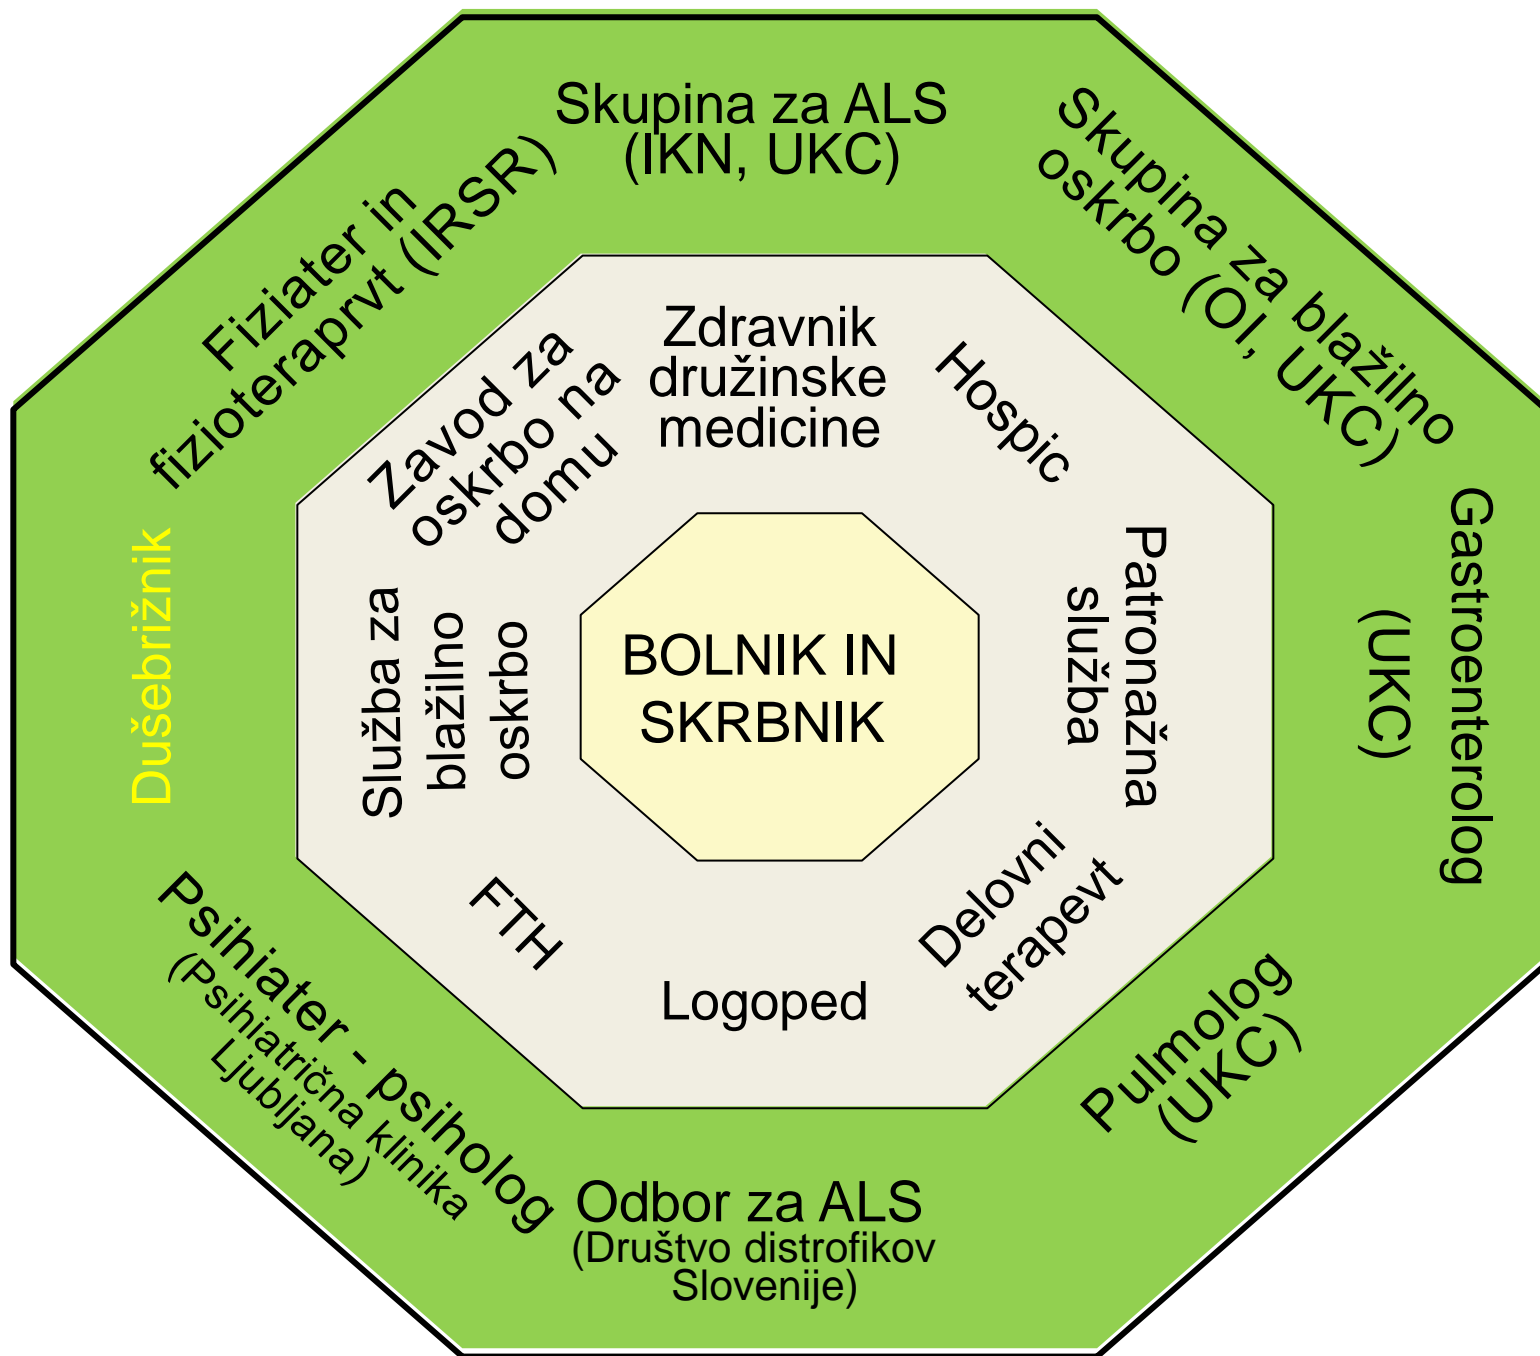 Skupina za ALS
(IKN, UKC)
Skupina za blažilno
oskrbo (OI, UKC)
Gastroenterolog
(UKC)
Pulmolog
(UKC)
Odbor za ALS
(Društvo distrofikov
Slovenije)
Psihiater - psiholog
(Psihiatrična klinika
Ljubljana)
Dušebrižnik
Fiziater in
fizioteraprvt (IRSR)
Zdravnik
družinske
medicine
Hospic
Patronažna
služba
Delovni
terapevt
Logoped
FTH
Služba za
blažilno
oskrbo
Zavod za
oskrbo na
domu
BOLNIK IN
SKRBNIK